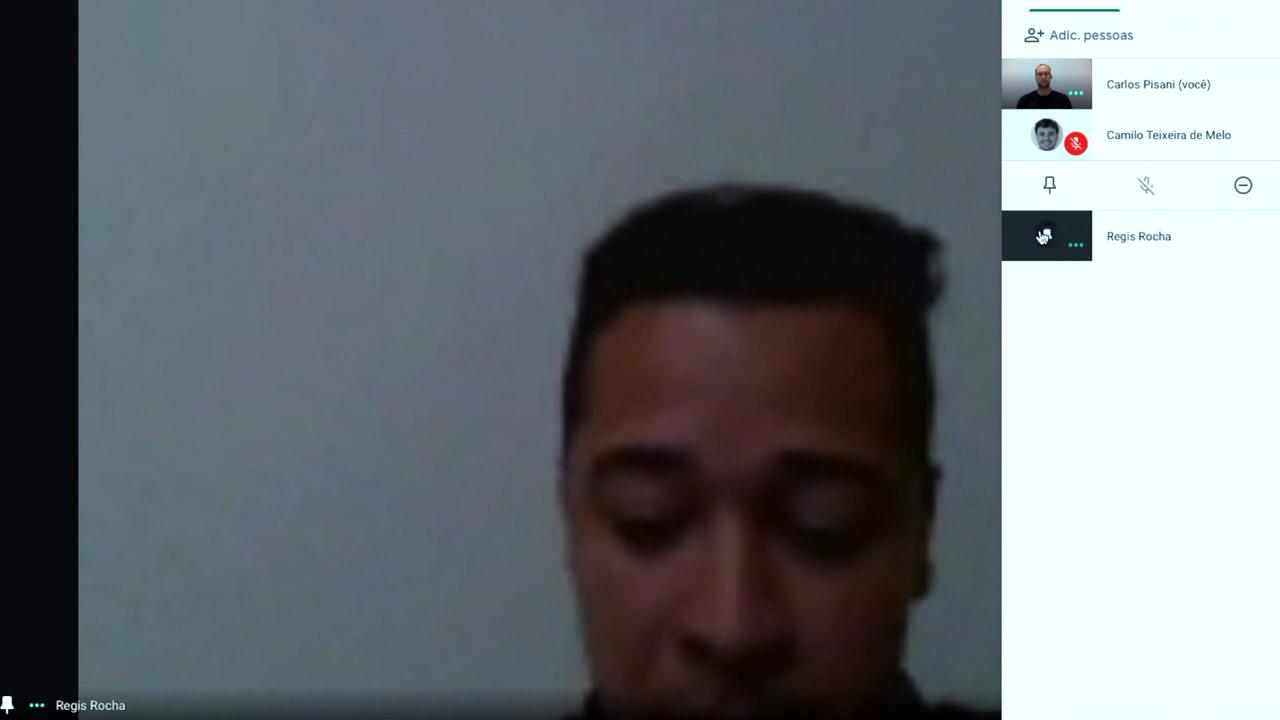 Adic. pessoas
Carlos Pisani (você)
Camilo Teixeira de Melo
Regis Rocha
Regis Rocha